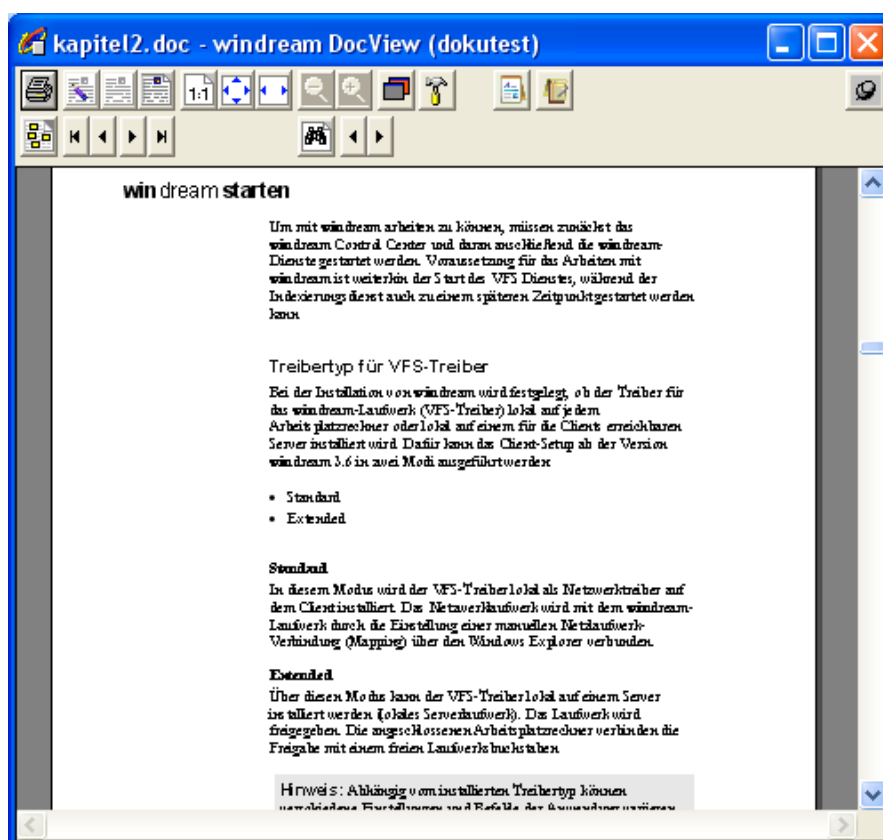 kapitel2.doc - windream DocView (dokutest)
1:1
windream starten
Um mit windream arbeiten zu können, müssen zunächst das
windream Control Center und daran anschließend die windream-
Dienste gestartet werden. Voraussetzung für das Arbeiten mit
windream ist weiterhin der Start des VFS Dienstes, während der
Indexierungsdienst auch zu einem späteren Zeitpunkt gestartet werden
kann
Treibertyp für VFS-Treiber
Bei der Installation von windream wird festgelegt, ob der Treiber für
das windream-Laufwerk (VFS-Treiber) lokal auf jedem
Arbeitsplatzrechner oder lokal auf einem für die Clients erreichbaren
Server installiert wird. Dafür kann das Client-Setup ab der Version
windream 3.6 in zwei Modi ausgeführt werden
• Standard
• Extended
Standard
In diesem Modus wird der VFS-Treiber lokal als Netzwerktreiber auf
dem Client installiert. Das Netzwerklaufwerk wird mit dem windream-
Laufwerk durch die Einstellung einer manuellen Netzlaufwerk-
Verbindung (Mapping) über den Windows Explorer verbunden.
Extended
Über diesen Modus kann der VFS-Treiber lokal auf einem Server
installiert werden (lokales Serverlaufwerk). Das Laufwerk wird
freigegeben. Die angeschlossenen Arbeitsplatzrechner verbinden die
Freigabe mit einem freien Laufwerksbuchstaben
Hinweis: Abhängig vom installierten Treibertyp können
verschiedene Einstellungen und Befehle der Anwendung variieren